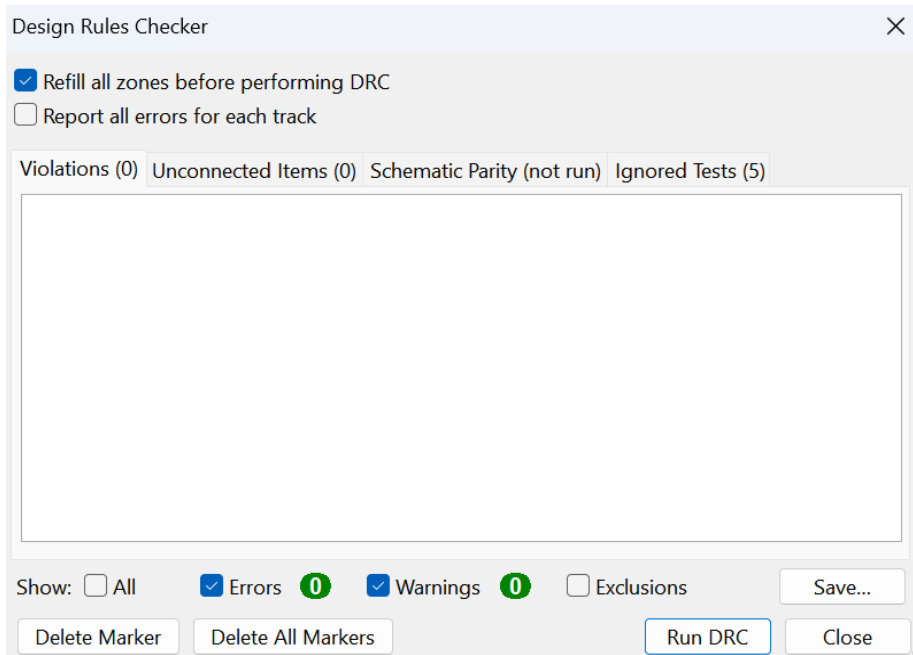 Design Rules Checker
Refill all zones before performing DRC
Report all errors for each track
Violations (0) Unconnected Items (0) Schematic Parity (not run) Ignored Tests (5)
Show: All Errors 0 Warnings 0 Exclusions Save...
Delete Marker Delete All Markers Run DRC Close